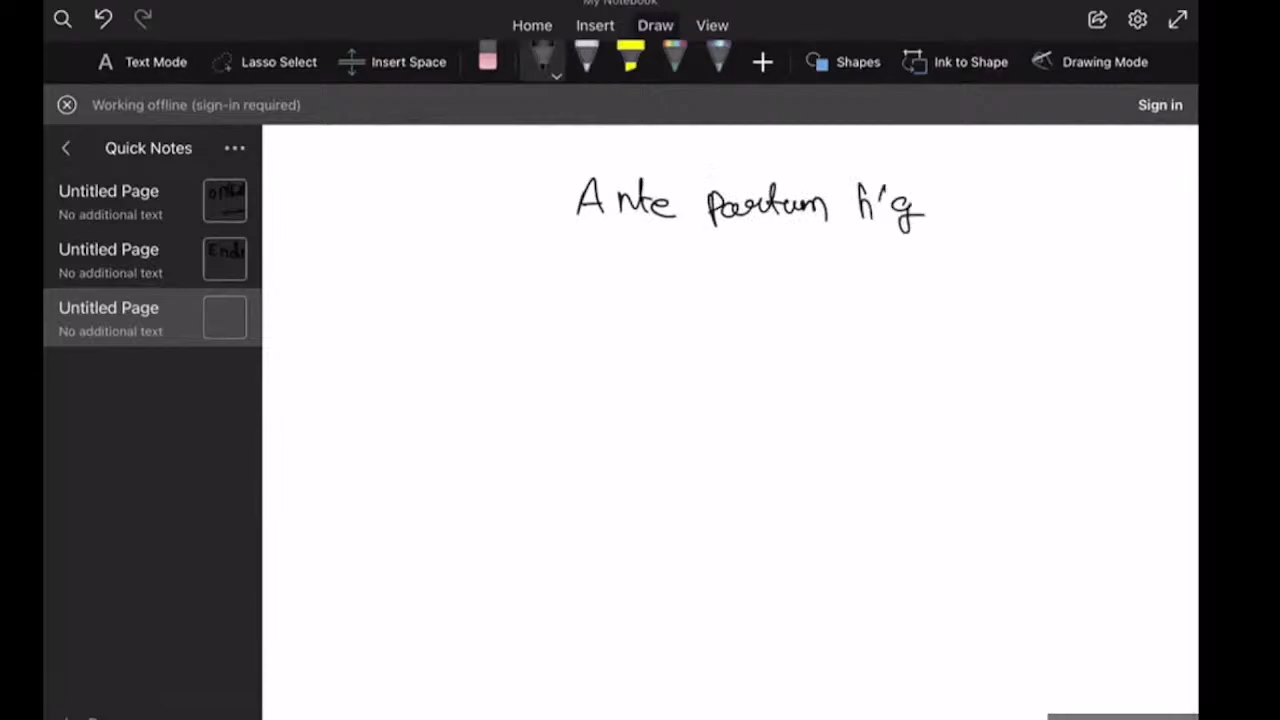 My Notebook
Home Insert Draw View
Text Mode Lasso Select Insert Space Shapes Ink to Shape Drawing Mode
Working offline (sign-in required) Sign in
Quick Notes
Untitled Page
No additional text
Untitled Page
No additional text
Untitled Page
No additional text
Ante partum h'g